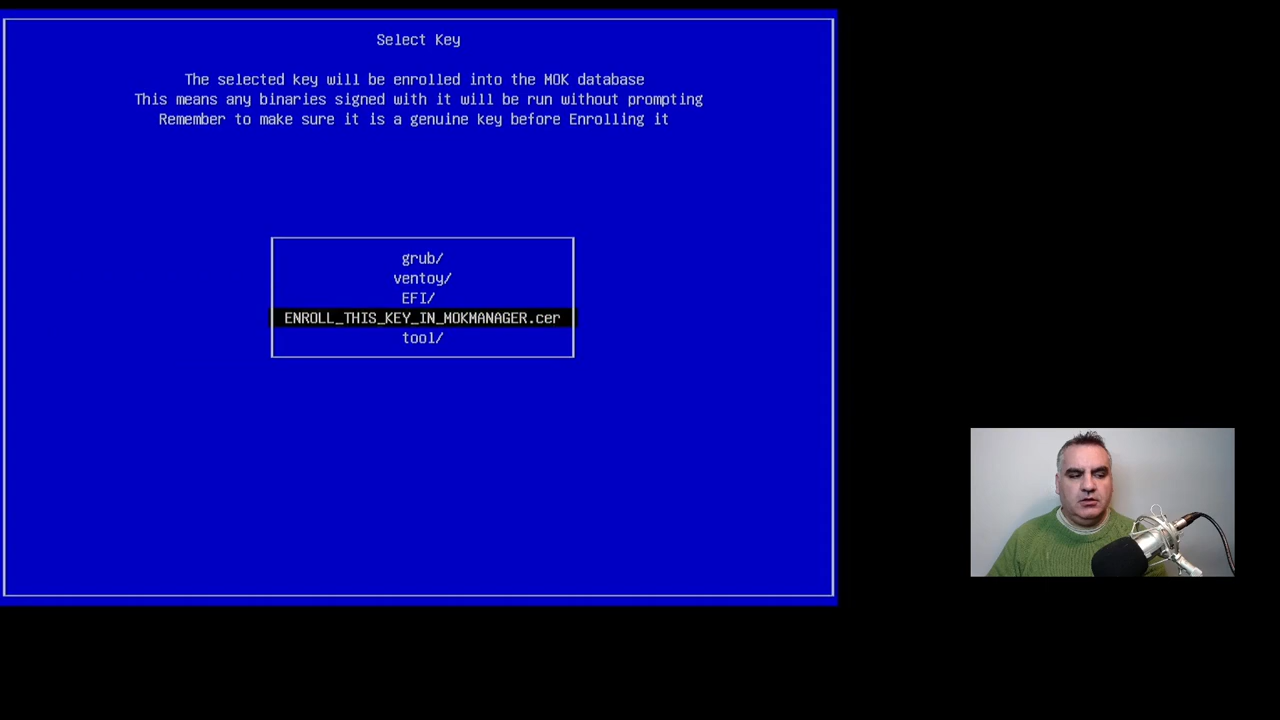 Select Key
The selected key will be enrolled into the MOK database
This means any binaries signed with it will be run without prompting
Remember to make sure it is a genuine key before Enrolling it
grub/
ventoy/
EFI/
ENROLL_THIS_KEY_IN_MOKMANAGER.cer
tool/